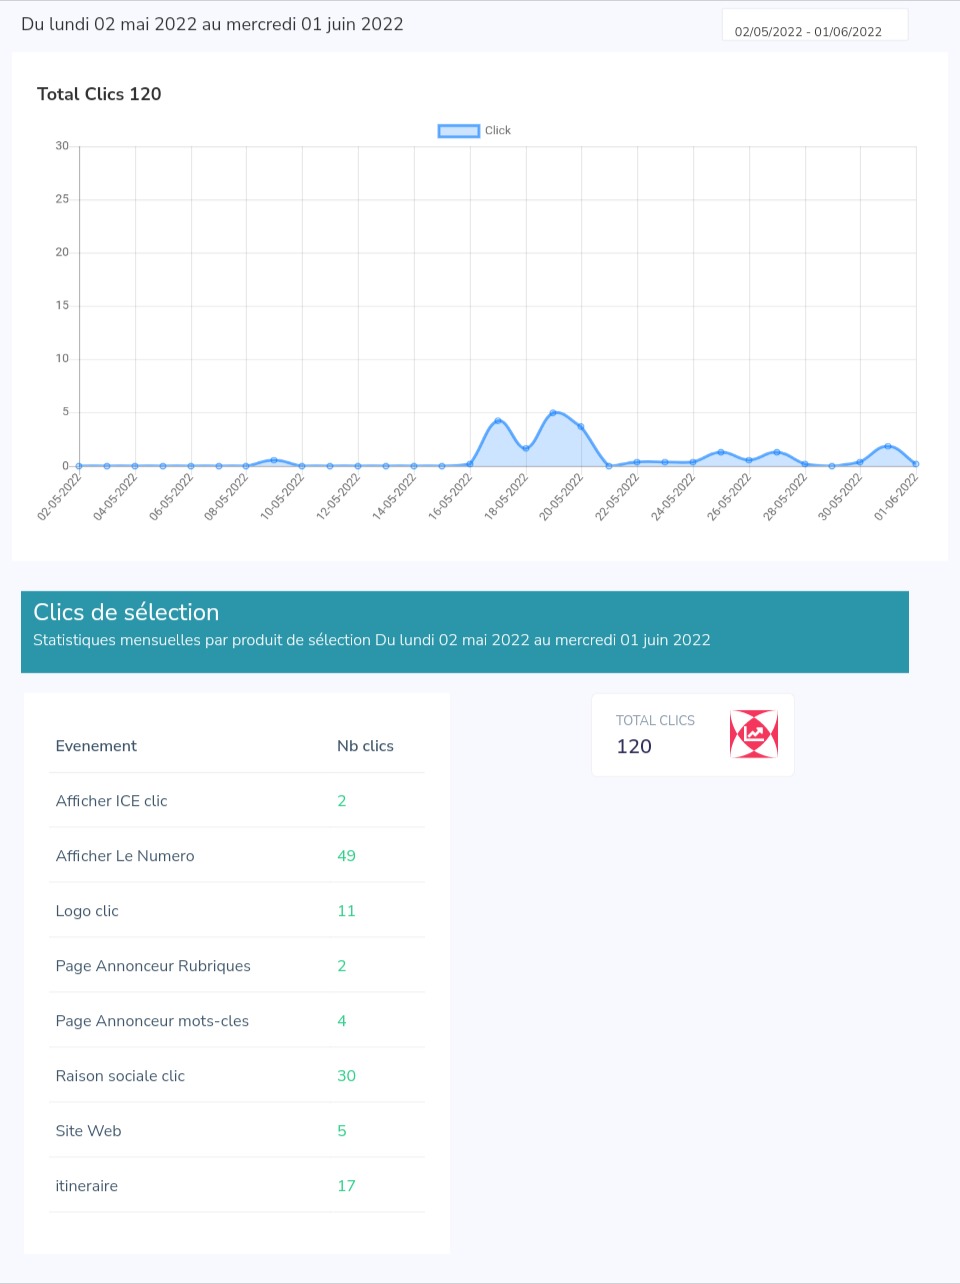 Du lundi 02 mai 2022 au mercredi 01 juin 2022
02/05/2022 - 01/06/2022
Total Clics 120
Click
30
25
20
15
10
5
0
02-05-2022
04-05-2022
06-05-2022
08-05-2022
10-05-2022
12-05-2022
14-05-2022
16-05-2022
18-05-2022
20-05-2022
22-05-2022
24-05-2022
26-05-2022
28-05-2022
30-05-2022
01-06-2022
Clics de sélection
Statistiques mensuelles par produit de sélection Du lundi 02 mai 2022 au mercredi 01 juin 2022
Evenement Nb clics
Afficher ICE clic 2
Afficher Le Numero 49
Logo clic 11
Page Annonceur Rubriques 2
Page Annonceur mots-cles 4
Raison sociale clic 30
Site Web 5
itineraire 17
TOTAL CLICS
120